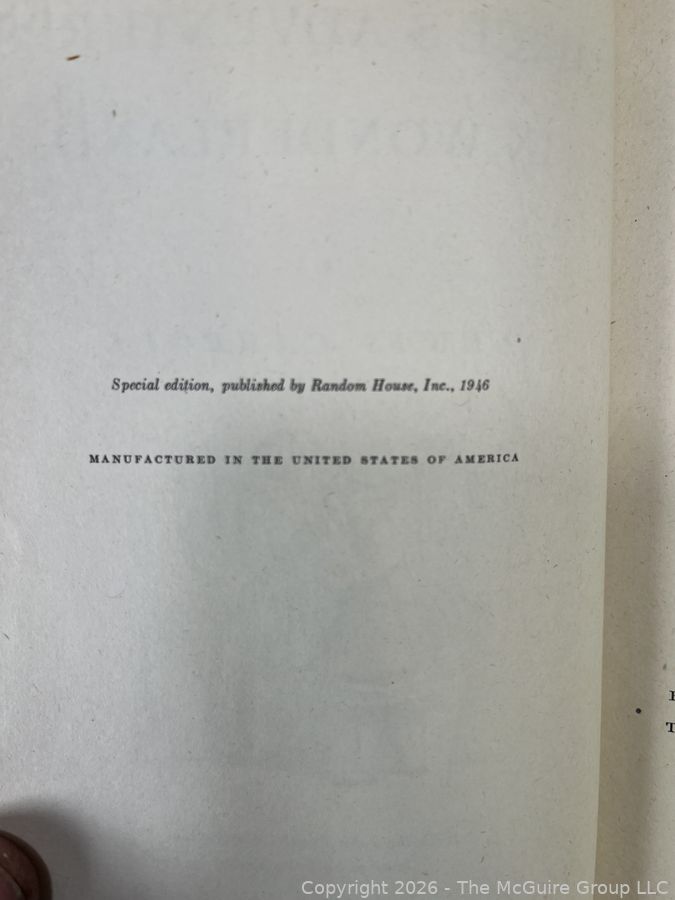 Special edition, published by Random House, Inc., 1946
MANUFACTURED IN THE UNITED STATES OF AMERICA
Copyright 2026 - The McGuire Group LLC